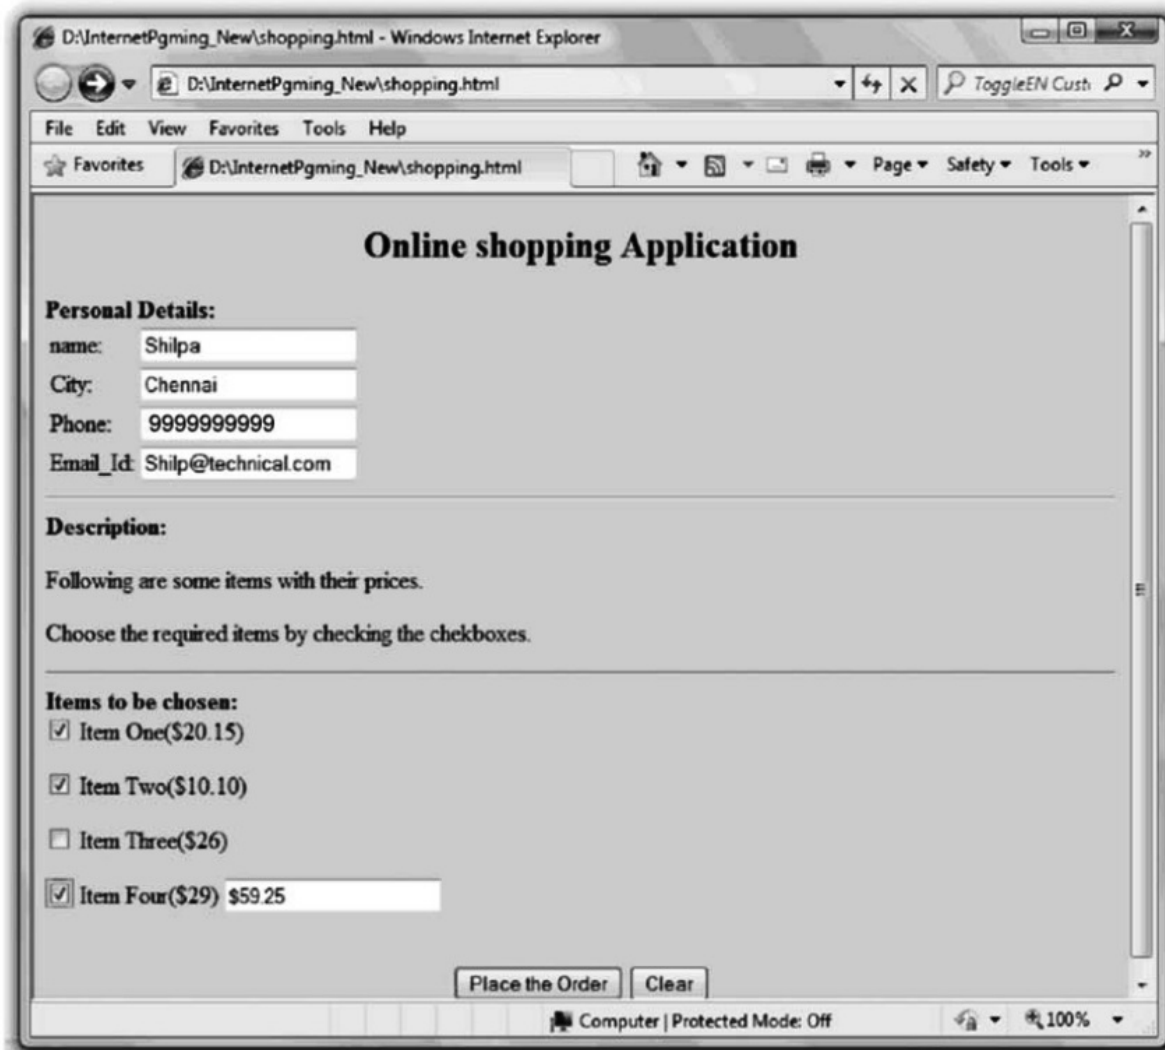 D:\InternetPgming_New\shopping.html - Windows Internet Explorer
D:\InternetPgming_New\shopping.html
ToggleEN Cust
File Edit View Favorites Tools Help
Favorites D:\InternetPgming_New\shopping.html Page Safety Tools
Online shopping Application
Personal Details:
name: Shilpa
City: Chennai
Phone: 9999999999
Email_Id: Shilp@technical.com
Description:
Following are some items with their prices.
Choose the required items by checking the chekboxes.
Items to be chosen:
Item One($20.15)
Item Two($10.10)
Item Three($26)
Item Four($29) $59.25
Place the Order Clear
Computer | Protected Mode: Off 100%